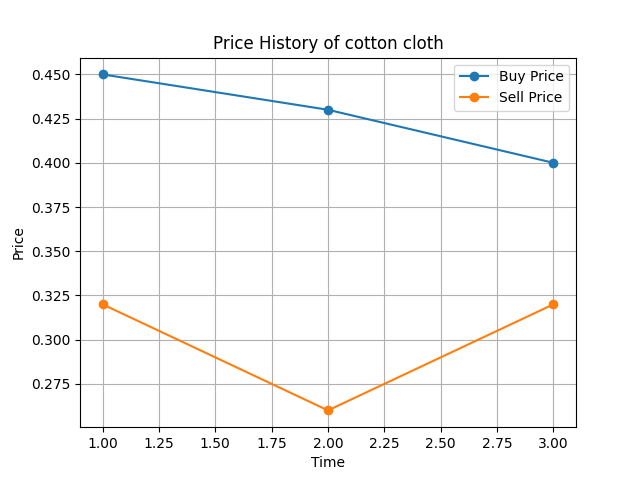 Price History of cotton cloth
Buy Price
Sell Price
0.450
0.425
0.400
0.375
0.350
0.325
0.300
0.275
Price
1.00 1.25 1.50 1.75 2.00 2.25 2.50 2.75 3.00
Time